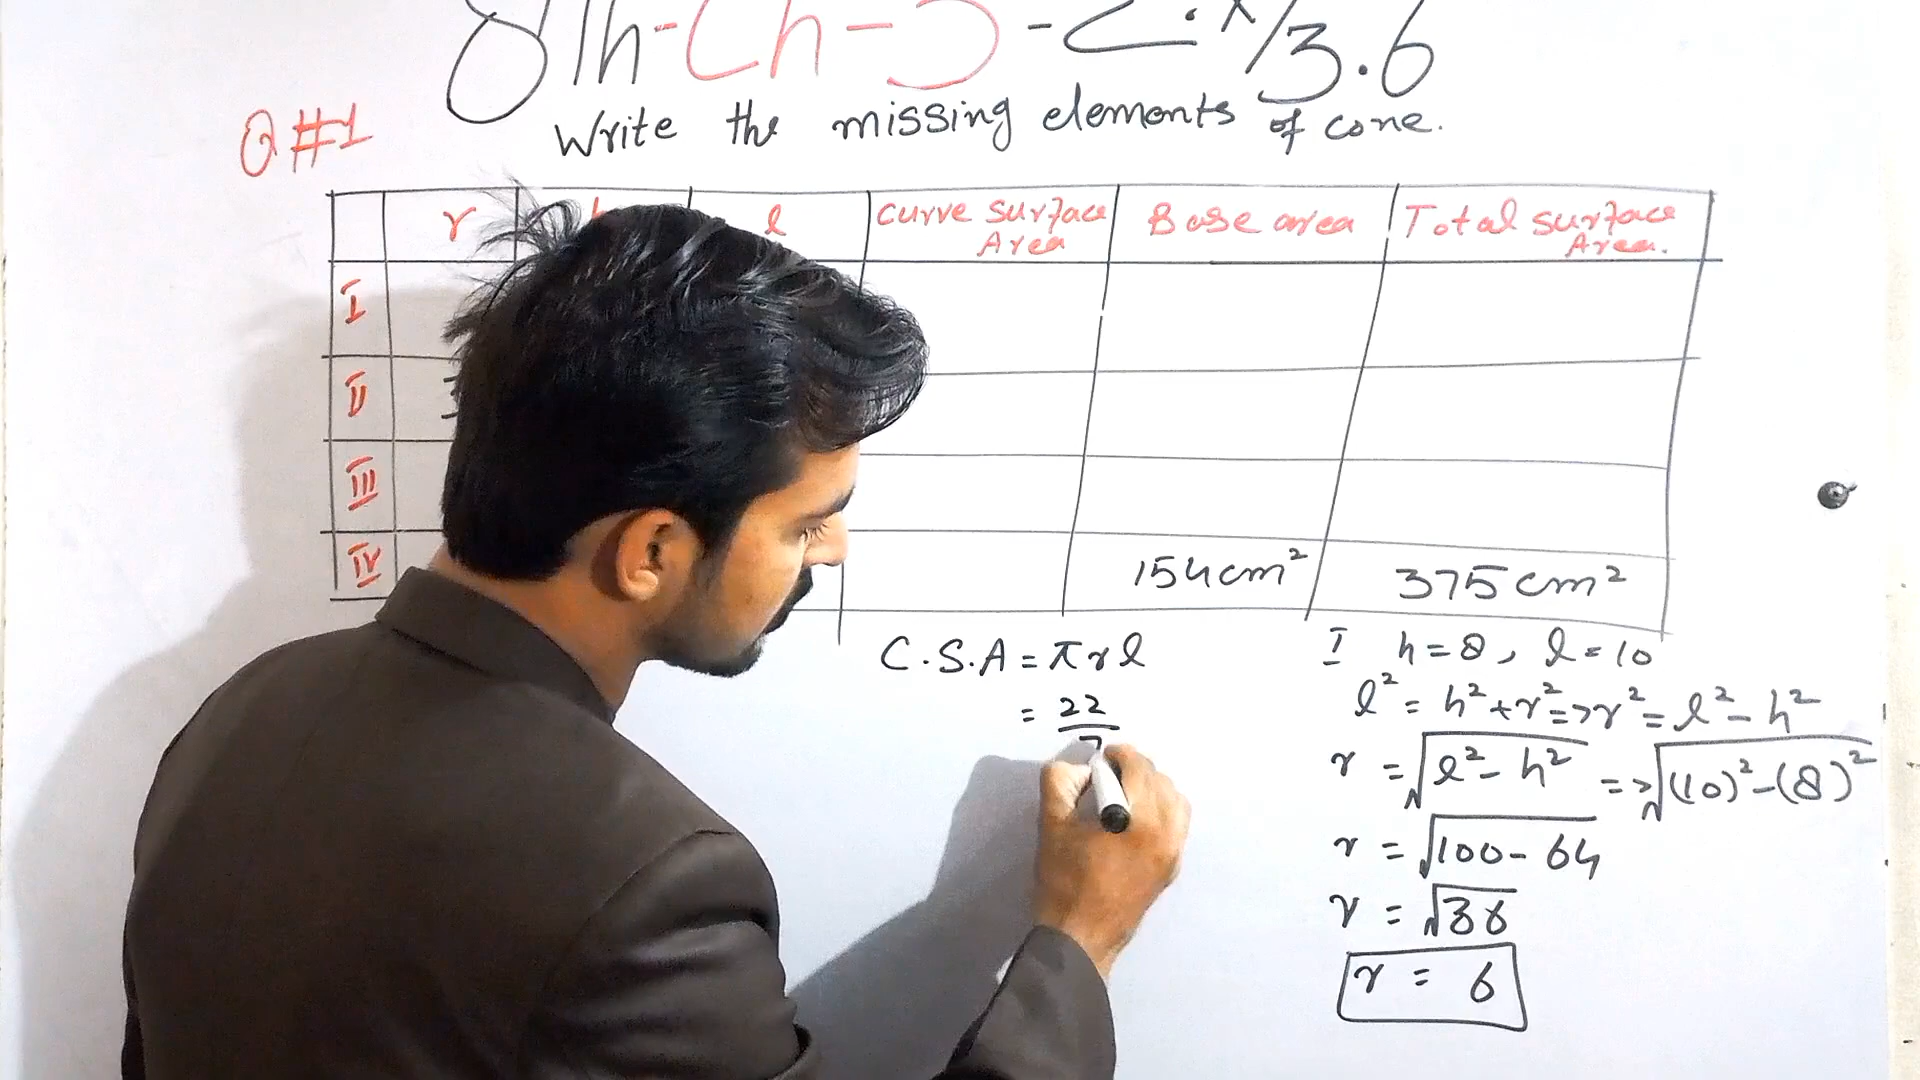 8th-Ch-3-Ex/3.6
Q#1
Write the missing elements of cone.
r l Curve Surface Area Base area Total Surface Area.
I
II
III
IV 154cm² 375cm²
C.S.A = πrl
= 22/7
I h=8, l=10
l² = h²+r² => r² = l²-h²
r = √l²-h² => √(10)²-(8)²
r = √100-64
r = √36
r = 6